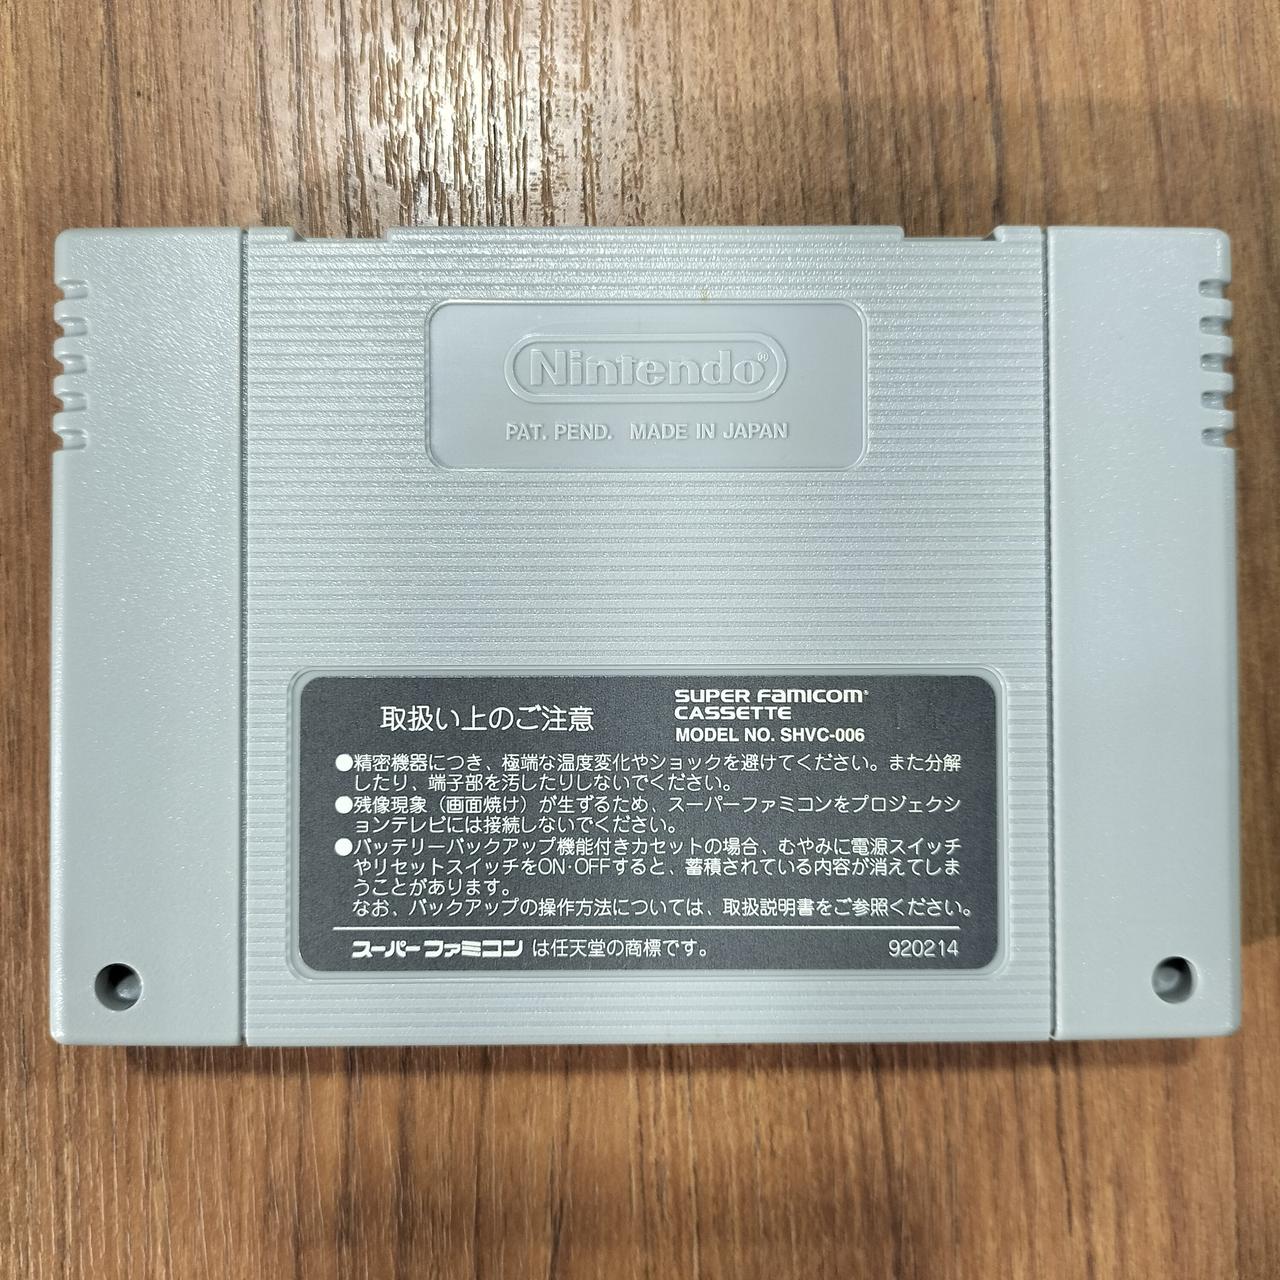 Nintendo®
PAT. PEND. MADE IN JAPAN
取扱い上のご注意
SUPER FAMICOM®
CASSETTE
MODEL NO. SHVC-006
●精密機器につき、極端な温度変化やショックを避けてください。また分解
したり、端子部を汚したりしないでください。
●残像現象（画面焼け）が生ずるため、スーパーファミコンをプロジェクシ
ョンテレビには接続しないでください。
●バッテリーバックアップ機能付きカセットの場合、むやみに電源スイッチ
やリセットスイッチをON·OFFすると、蓄積されている内容が消えてしま
うことがあります。
なお、バックアップの操作方法については、取扱説明書をご参照ください。
スーパーファミコン は任天堂の商標です。 920214